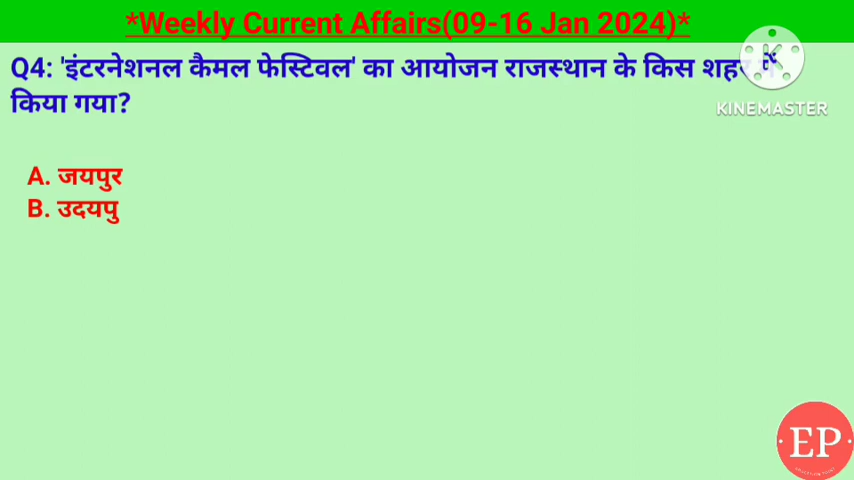 *Weekly Current Affairs(09-16 Jan 2024)*
Q4: 'इंटरनेशनल कैमल फेस्टिवल' का आयोजन राजस्थान के किस शहर में
किया गया?
KINEMASTER
A. जयपुर
B. उदयपु
EP